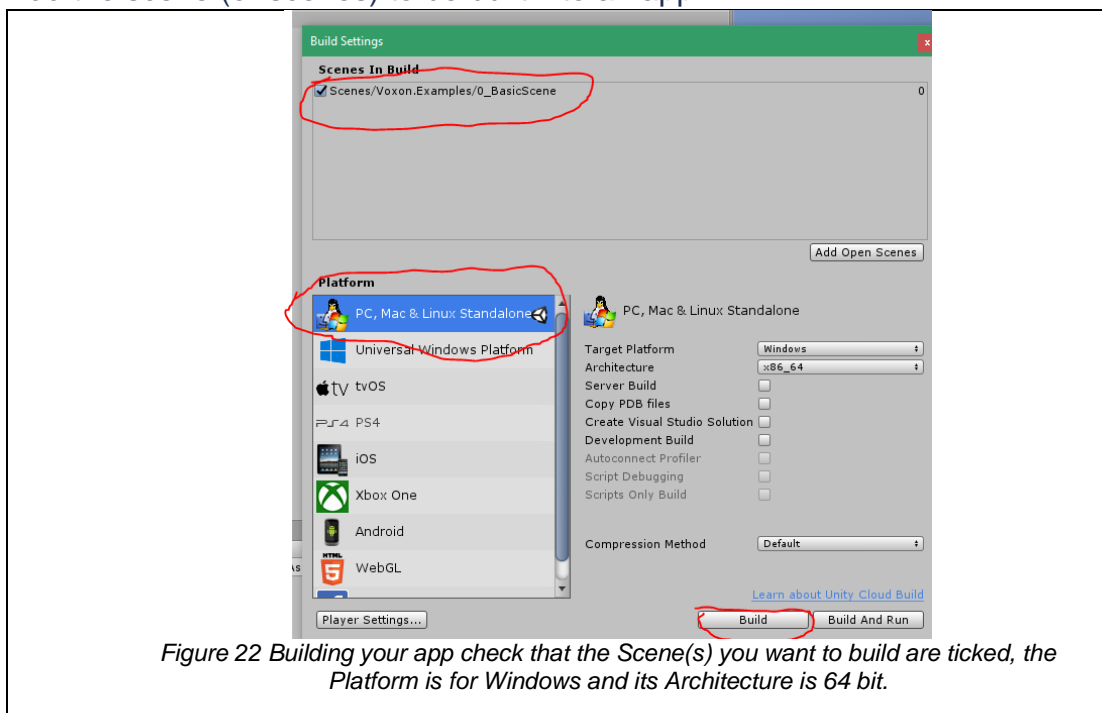 Build Settings
x
Scenes In Build
Scenes/Voxon.Examples/0_BasicScene 0
Add Open Scenes
Platform
PC, Mac & Linux Standalone
Universal Windows Platform
tv tvOS
PS4 PS4
iOS
Xbox One
Android
HTML 5 WebGL
PC, Mac & Linux Standalone
Target Platform Windows
Architecture x86_64
Server Build
Copy PDB files
Create Visual Studio Solution
Development Build
Autoconnect Profiler
Script Debugging
Scripts Only Build
Compression Method Default
Learn about Unity Cloud Build
Player Settings... Build Build And Run
As
Figure 22 Building your app check that the Scene(s) you want to build are ticked, the
Platform is for Windows and its Architecture is 64 bit.